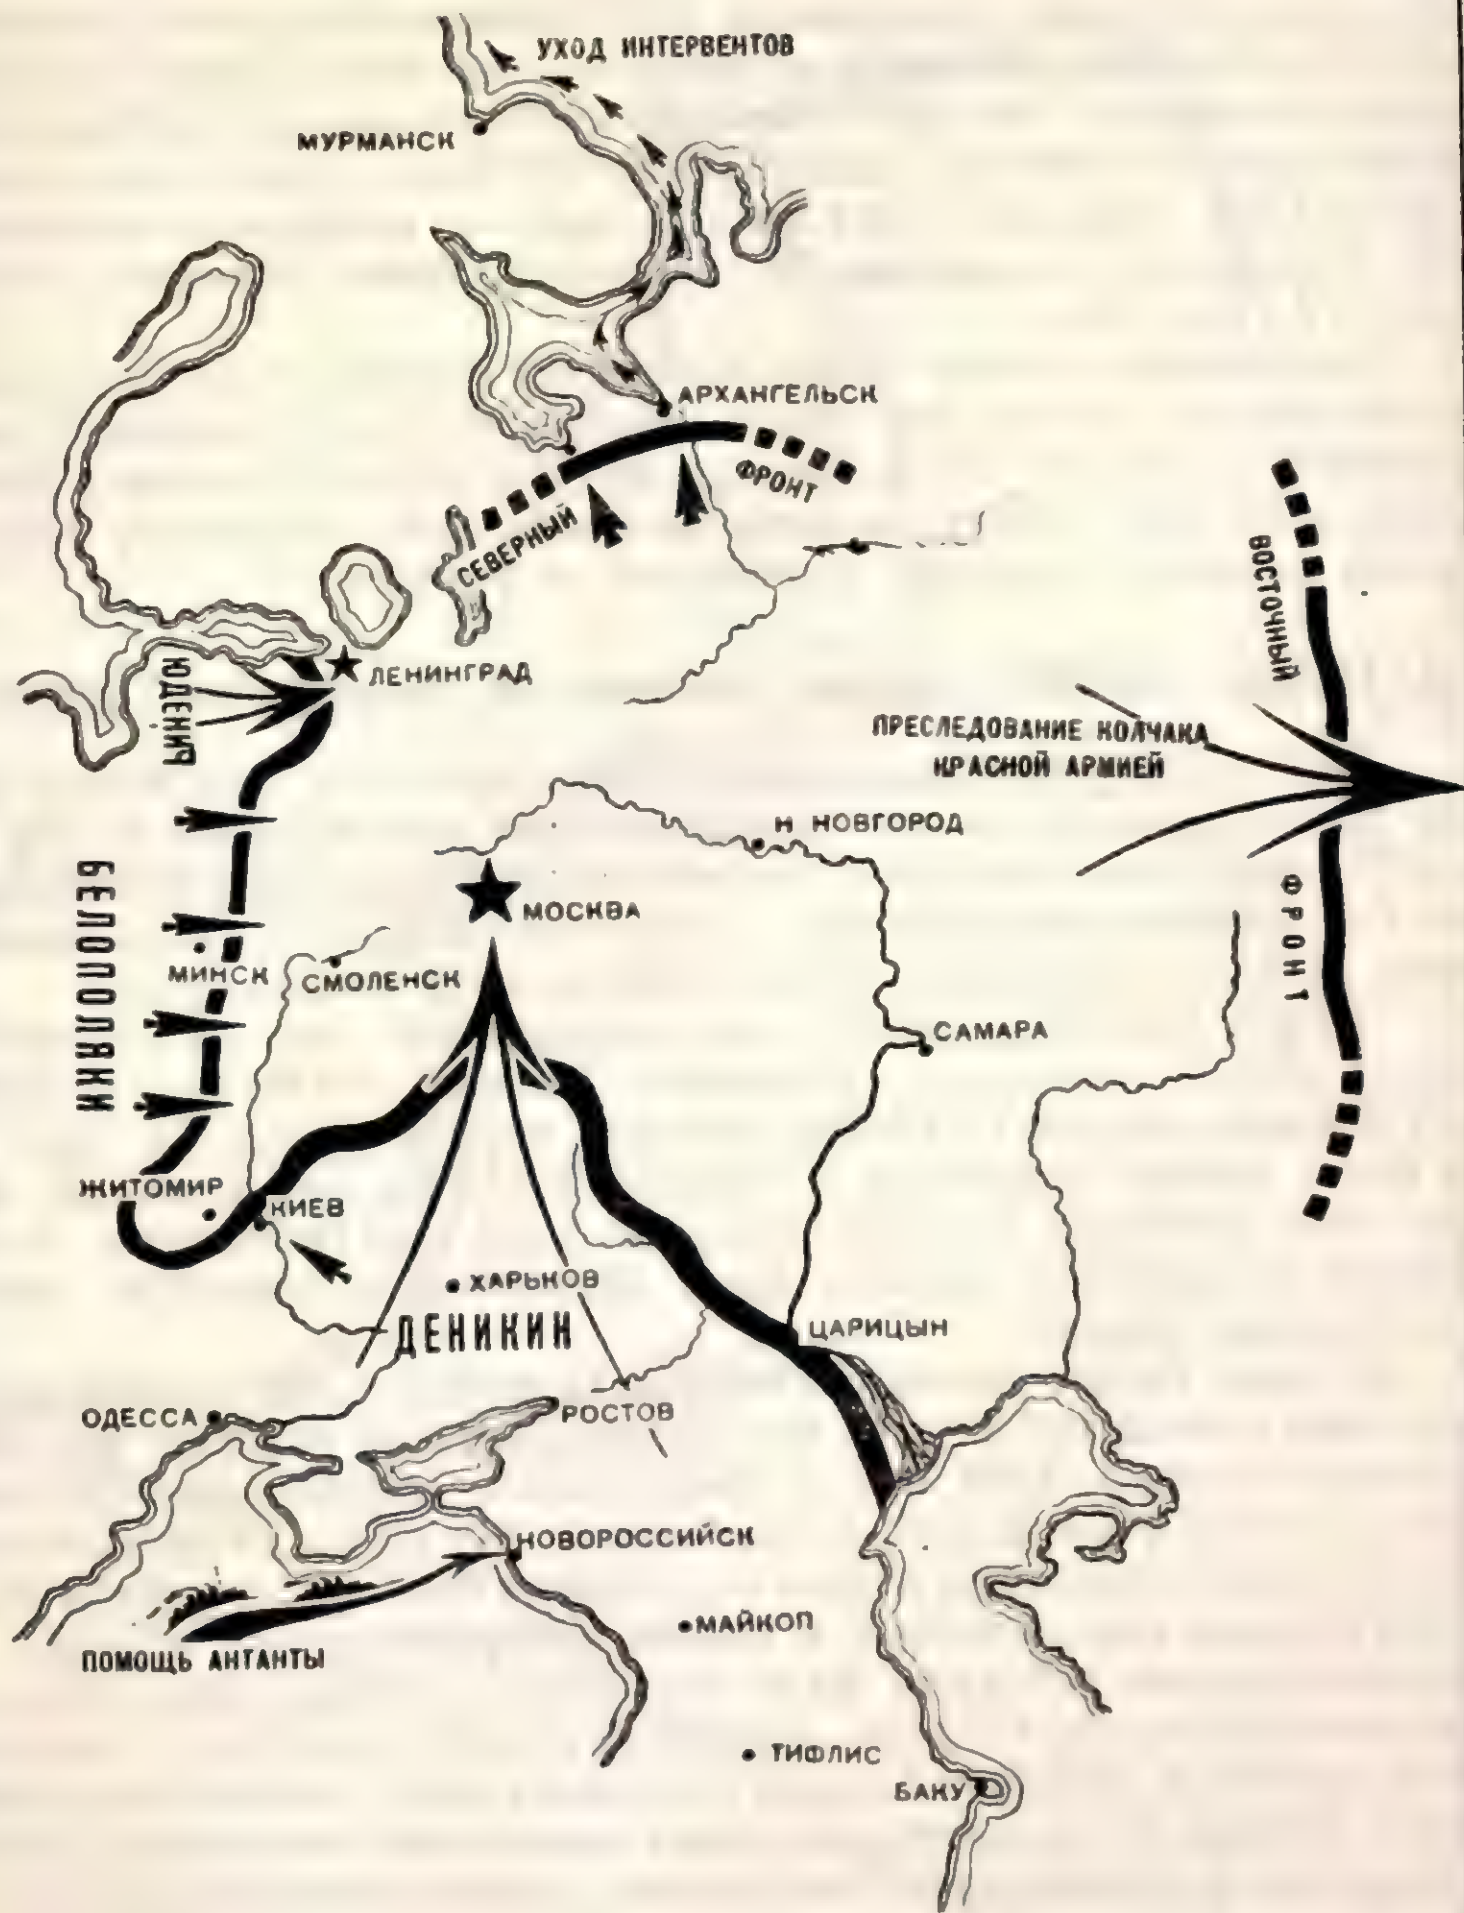 УХОД ИНТЕРВЕНТОВ
МУРМАНСК
АРХАНГЕЛЬСК
СЕВЕРНЫЙ
ФРОНТ
ВОСТОЧНЫЙ
ФРОНТ
ЮДЕНИЧ
ЛЕНИНГРАД
ПРЕСЛЕДОВАНИЕ КОЛЧАКА
КРАСНОЙ АРМИЕЙ
Н НОВГОРОД
БЕЛОПОЛЯКИ
МОСКВА
МИНСК
СМОЛЕНСК
САМАРА
ЖИТОМИР
КИЕВ
ХАРЬКОВ
ДЕНИКИН
ЦАРИЦЫН
ОДЕССА
РОСТОВ
НОВОРОССИЙСК
МАЙКОП
ПОМОЩЬ АНТАНТЫ
ТИФЛИС
БАКУ